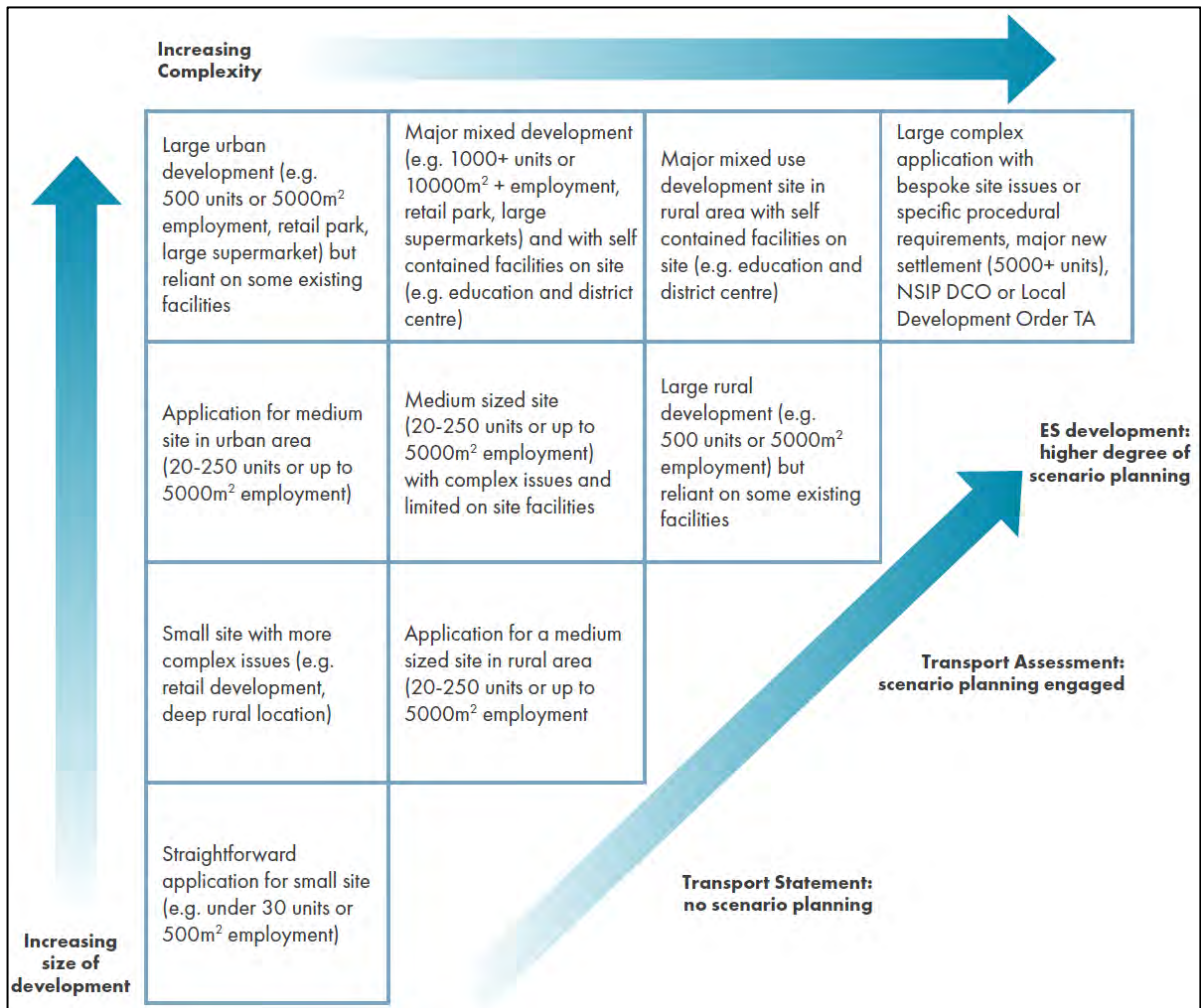 Increasing
Complexity
Large urban
development (e.g.
500 units or 5000m²
employment, retail park,
large supermarket) but
reliant on some existing
facilities
Major mixed development
(e.g. 1000+ units or
10000m² + employment,
retail park, large
supermarkets) and with self
contained facilities on site
(e.g. education and district
centre)
Major mixed use
development site in
rural area with self
contained facilities on
site (e.g. education and
district centre)
Large complex
application with
bespoke site issues or
specific procedural
requirements, major new
settlement (5000+ units),
NSIP DCO or Local
Development Order TA
Application for medium
site in urban area
(20-250 units or up to
5000m² employment)
Medium sized site
(20-250 units or up to
5000m² employment)
with complex issues and
limited on site facilities
Large rural
development (e.g.
500 units or 5000m²
employment) but
reliant on some existing
facilities
ES development:
higher degree of
scenario planning
Small site with more
complex issues (e.g.
retail development,
deep rural location)
Application for a medium
sized site in rural area
(20-250 units or up to
5000m² employment
Transport Assessment:
scenario planning engaged
Straightforward
application for small site
(e.g. under 30 units or
500m² employment)
Transport Statement:
no scenario planning
Increasing
size of
development